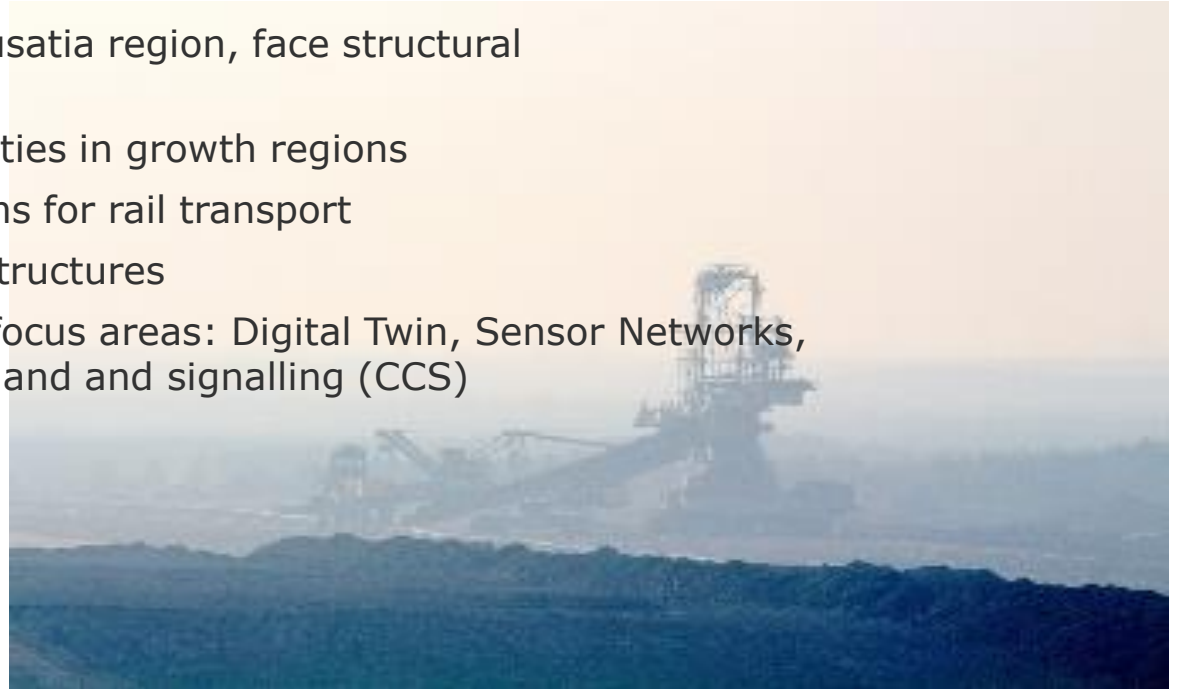 usatia region, face structural
ties in growth regions
ns for rail transport
structures
focus areas: Digital Twin, Sensor Networks,
and and signalling (CCS)